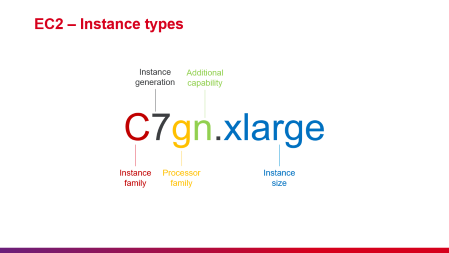 EC2 – Instance types
Instance
generation
Additional
capability
C7gn.xlarge
Instance
family
Processor
family
Instance
size